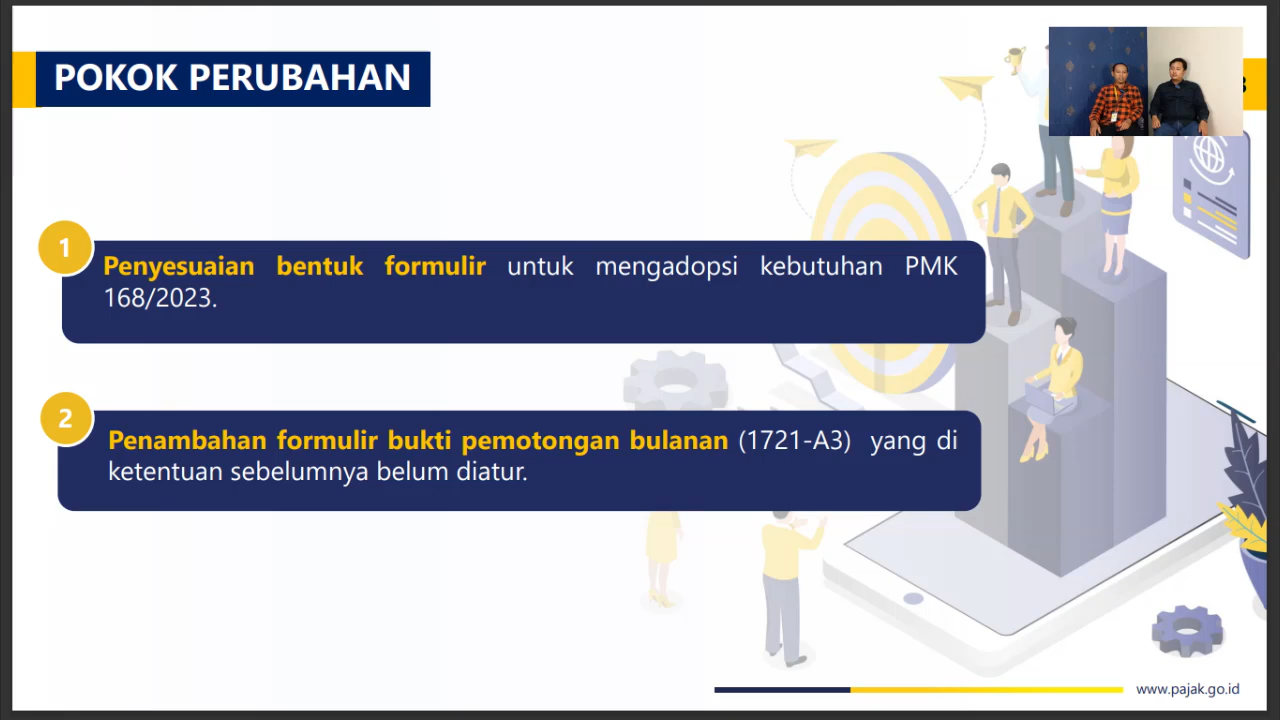 POKOK PERUBAHAN
1
Penyesuaian bentuk formulir untuk mengadopsi kebutuhan PMK
168/2023.
2
Penambahan formulir bukti pemotongan bulanan (1721-A3) yang di
ketentuan sebelumnya belum diatur.
www.pajak.go.id